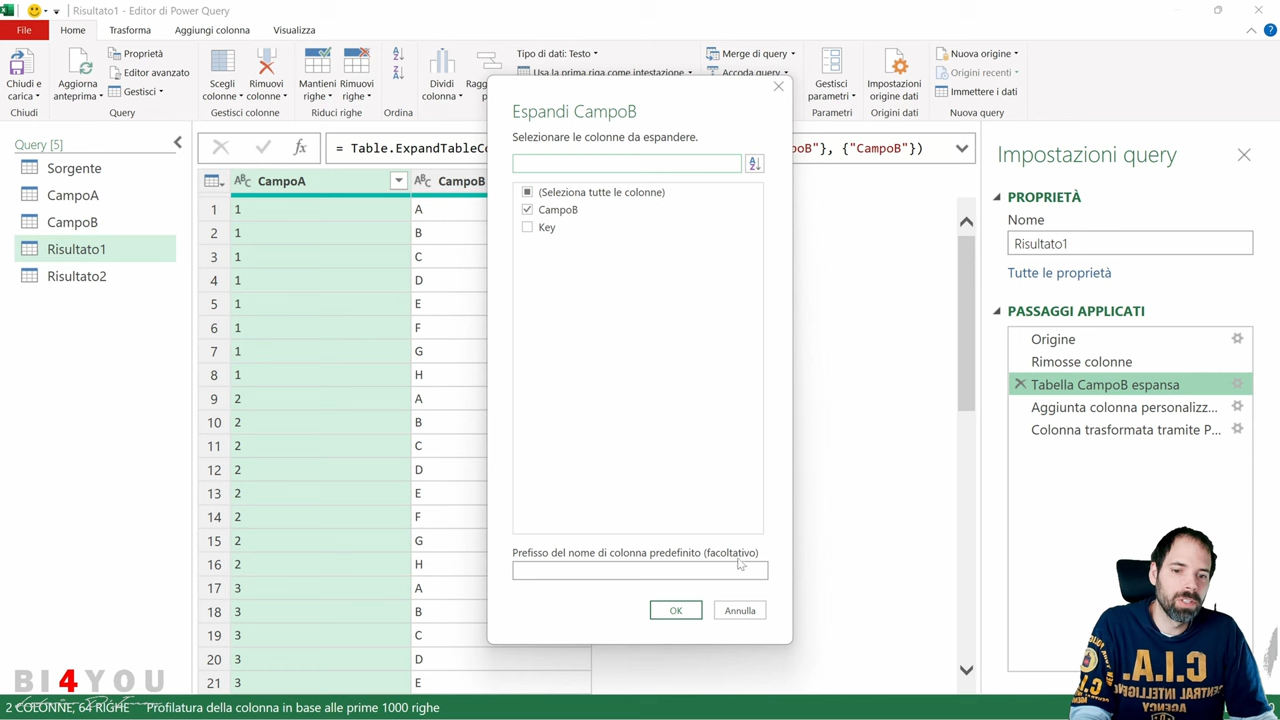 Risultato1 - Editor di Power Query
File Home Trasforma Aggiungi colonna Visualizza
Chiudi e carica
Chiudi
Aggiorna anteprima
Proprietà
Editor avanzato
Gestisci
Query
Scegli colonne
Rimuovi colonne
Gestisci colonne
Mantieni righe
Rimuovi righe
Riduci righe
Ordina
Dividi colonna
Tipo di dati: Testo
Usa la prima riga come intestazione
Merge di query
Accoda query
Gestisci parametri
Parametri
Impostazioni origine dati
Origini dati
Nuova origine
Origini recenti
Immettere i dati
Nuova query
Query [5]
Sorgente
CampoA
CampoB
Risultato1
Risultato2
fx = Table.ExpandTableCo
oB"}, {"CampoB"})
CampoA CampoB
1 1 A
2 1 B
3 1 C
4 1 D
5 1 E
6 1 F
7 1 G
8 1 H
9 2 A
10 2 B
11 2 C
12 2 D
13 2 E
14 2 F
15 2 G
16 2 H
17 3 A
18 3 B
19 3 C
20 3 D
21 3 E
Espandi CampoB
Selezionare le colonne da espandere.
(Seleziona tutte le colonne)
CampoB
Key
Prefisso del nome di colonna predefinito (facoltativo)
OK Annulla
Impostazioni query
PROPRIETÀ
Nome
Risultato1
Tutte le proprietà
PASSAGGI APPLICATI
Origine
Rimosse colonne
Tabella CampoB espansa
Aggiunta colonna personalizz...
Colonna trasformata tramite P...
BI4YOU
C.I.A.
CENTRAL INTELLIGENCE
AGENCY
2 COLONNE, 64 RIGHE Profilatura della colonna in base alle prime 1000 righe